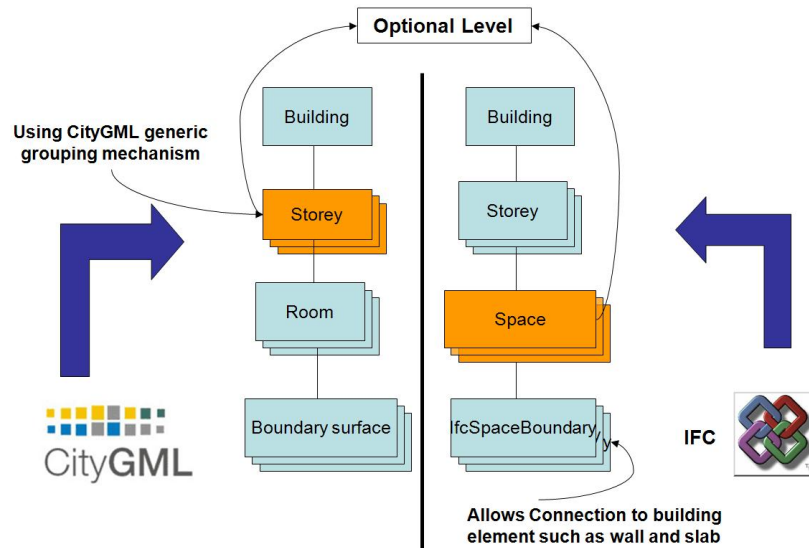 Optional Level
Building
Building
Using CityGML generic
grouping mechanism
Storey
Storey
Room
Space
Boundary surface
IfcSpaceBoundary
y
CityGML
IFC
Allows Connection to building
element such as wall and slab